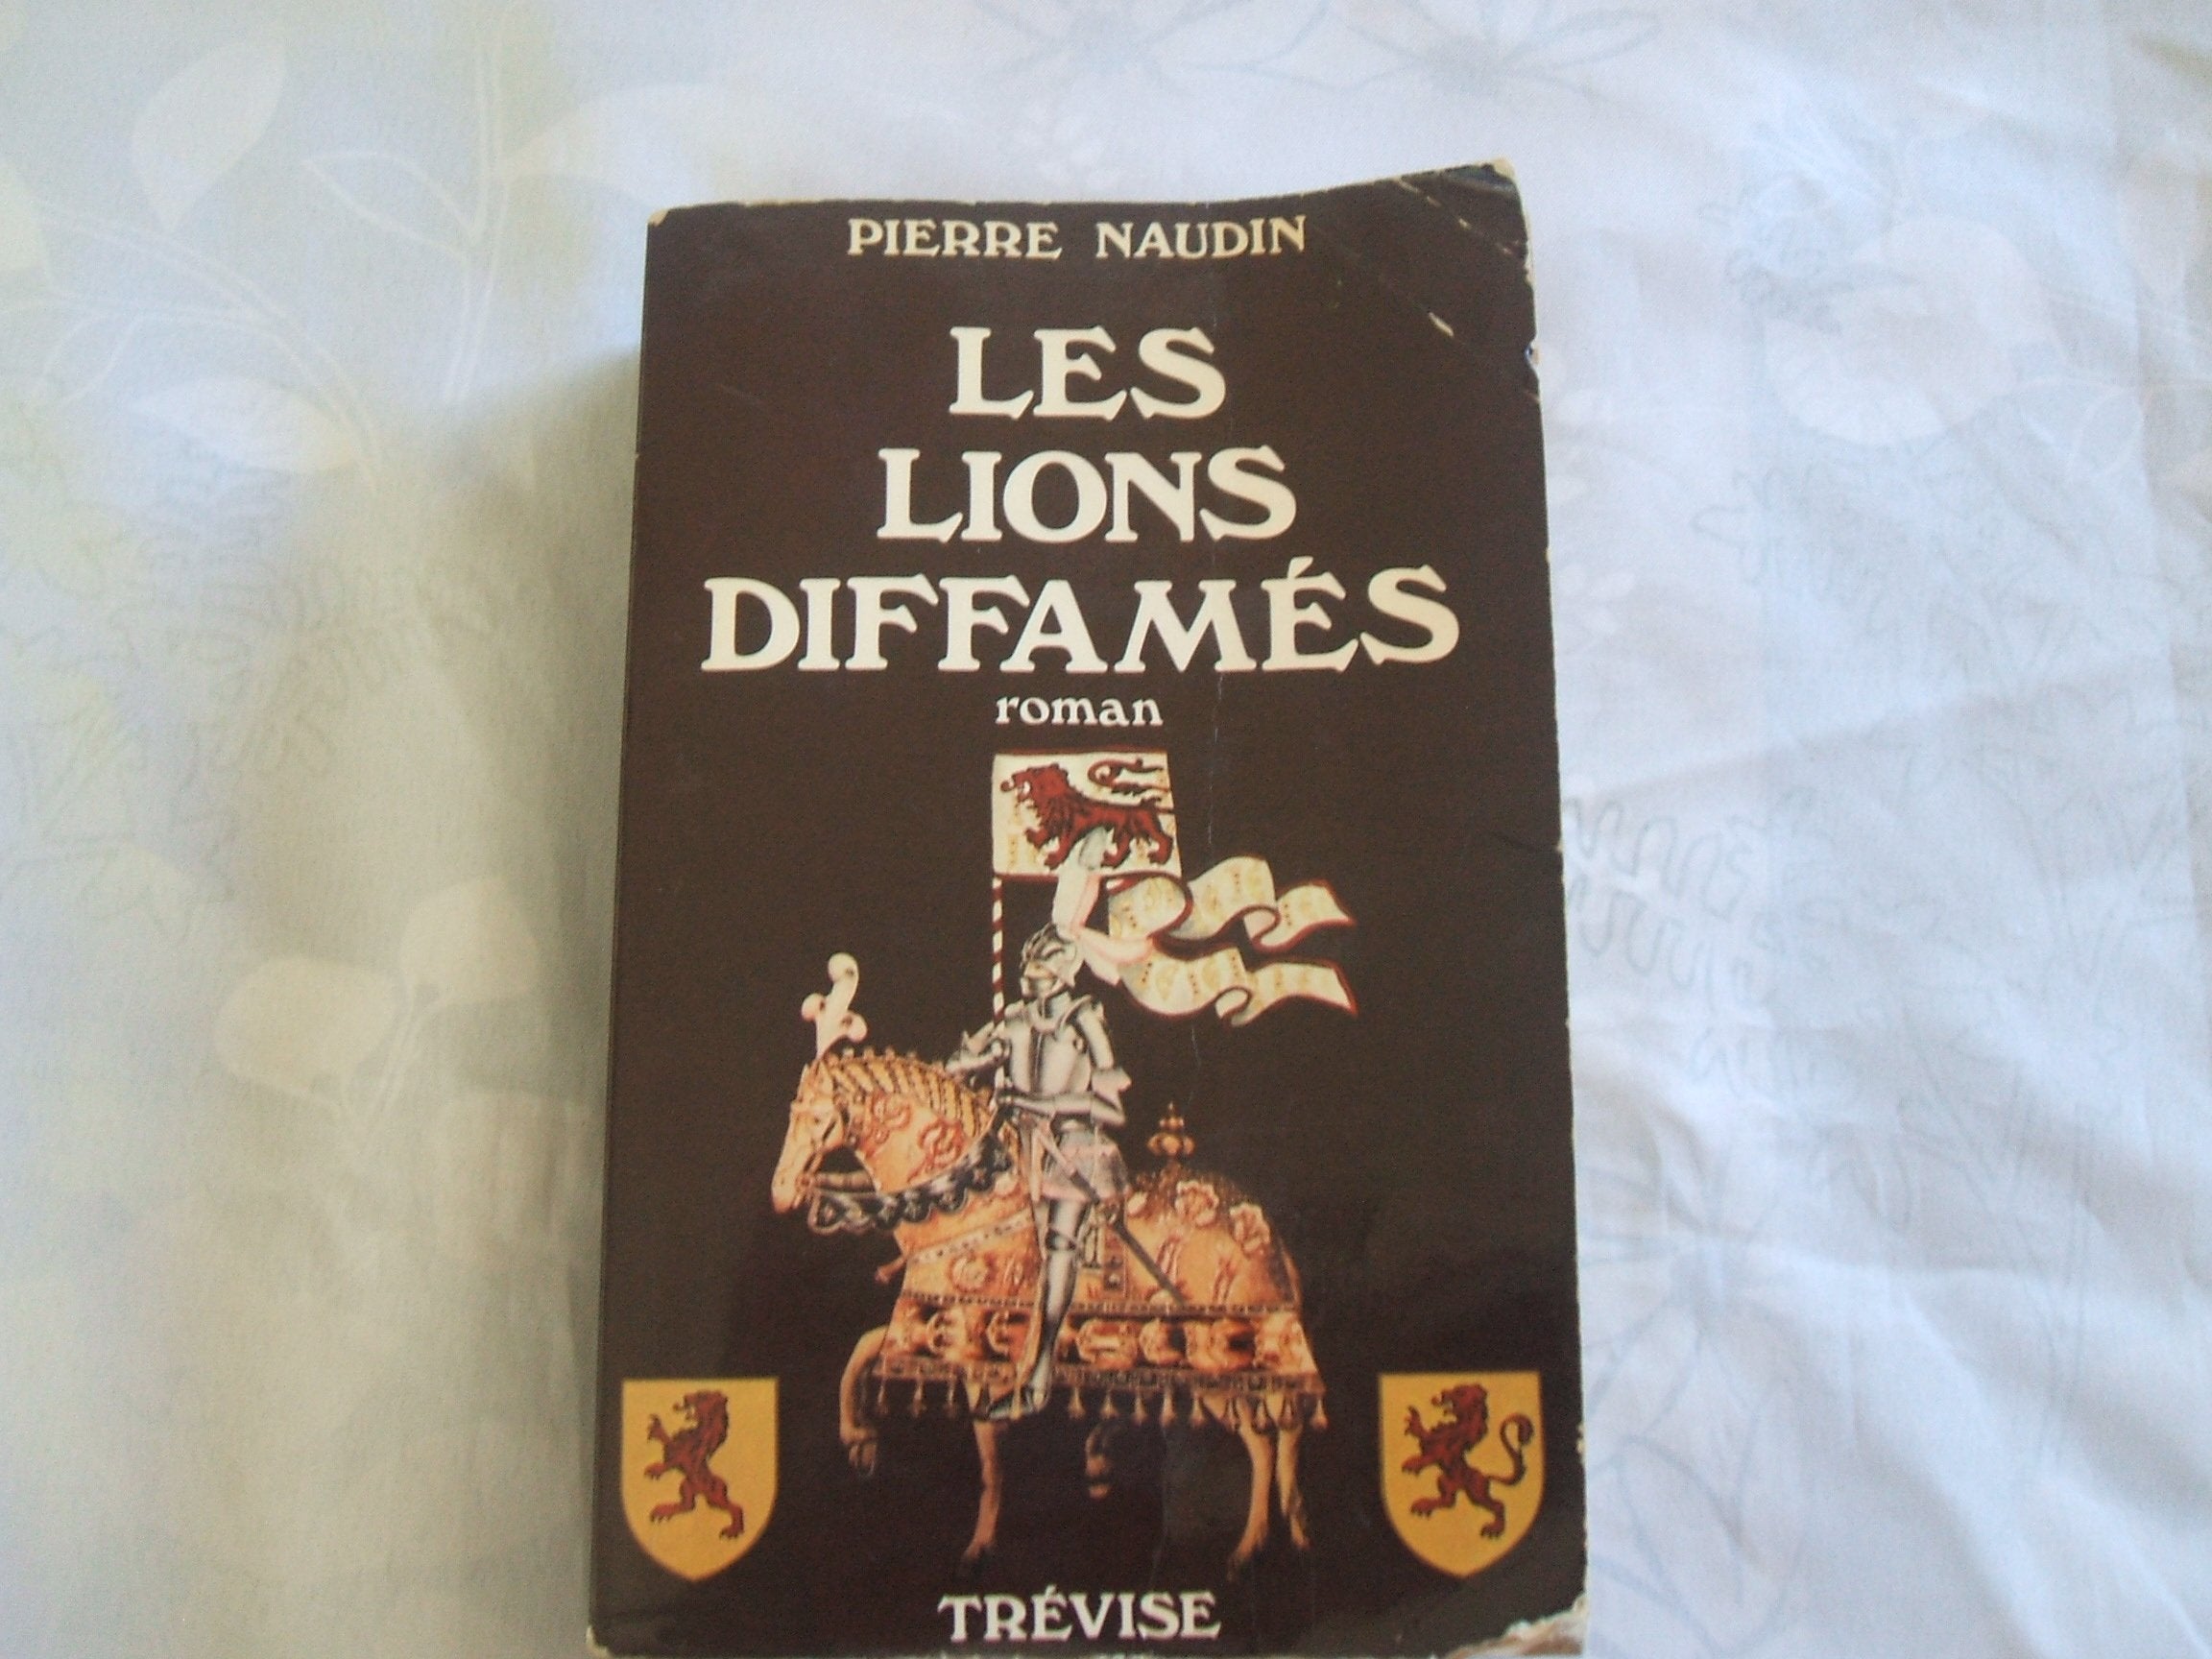 PIERRE NAUDIN
LES
LIONS
DIFFAMÉS
roman
TRÉVISE